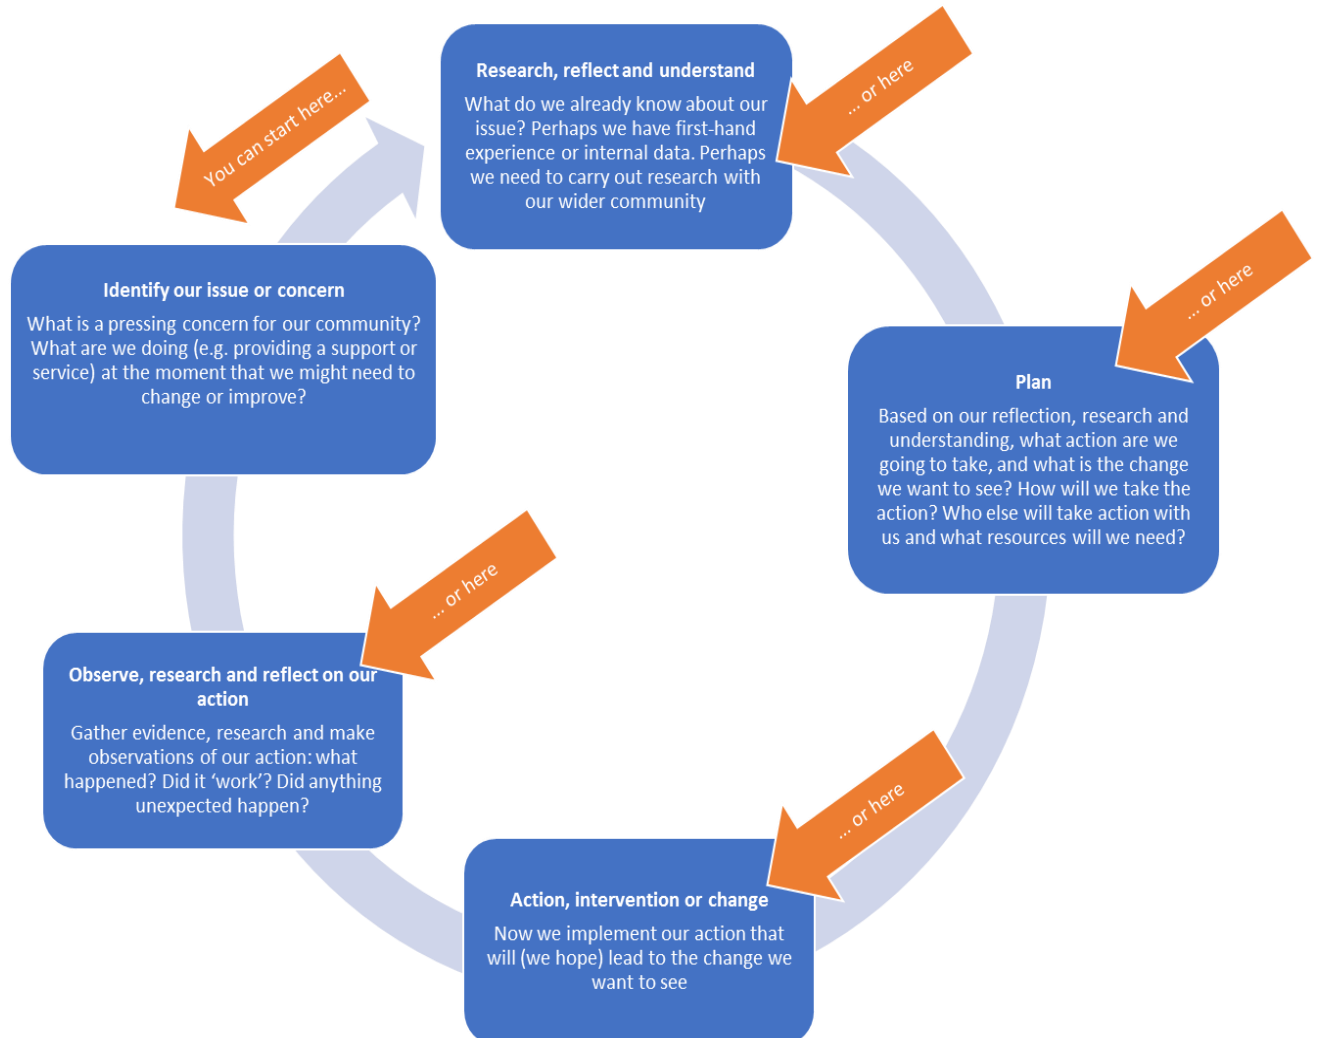 You can start here...
Identify our issue or concern
What is a pressing concern for our community?
What are we doing (e.g. providing a support or
service) at the moment that we might need to
change or improve?
... or here
Research, reflect and understand
What do we already know about our
issue? Perhaps we have first-hand
experience or internal data. Perhaps
we need to carry out research with
our wider community
... or here
Plan
Based on our reflection, research and
understanding, what action are we
going to take, and what is the change
we want to see? How will we take the
action? Who else will take action with
us and what resources will we need?
... or here
Action, intervention or change
Now we implement our action that
will (we hope) lead to the change we
want to see
... or here
Observe, research and reflect on our
action
Gather evidence, research and make
observations of our action: what
happened? Did it ‘work’? Did anything
unexpected happen?